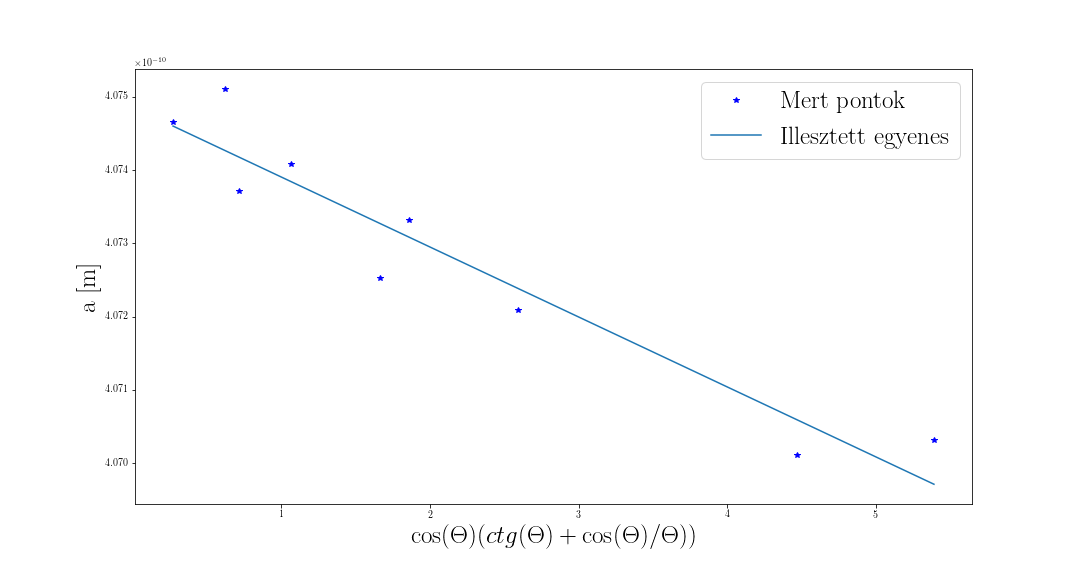 ×10⁻¹⁰
4.075
4.074
4.073
4.072
4.071
4.070
a [m]
Mert pontok
Illesztett egyenes
1 2 3 4 5
cos(Θ)(ctg(Θ) + cos(Θ)/Θ))